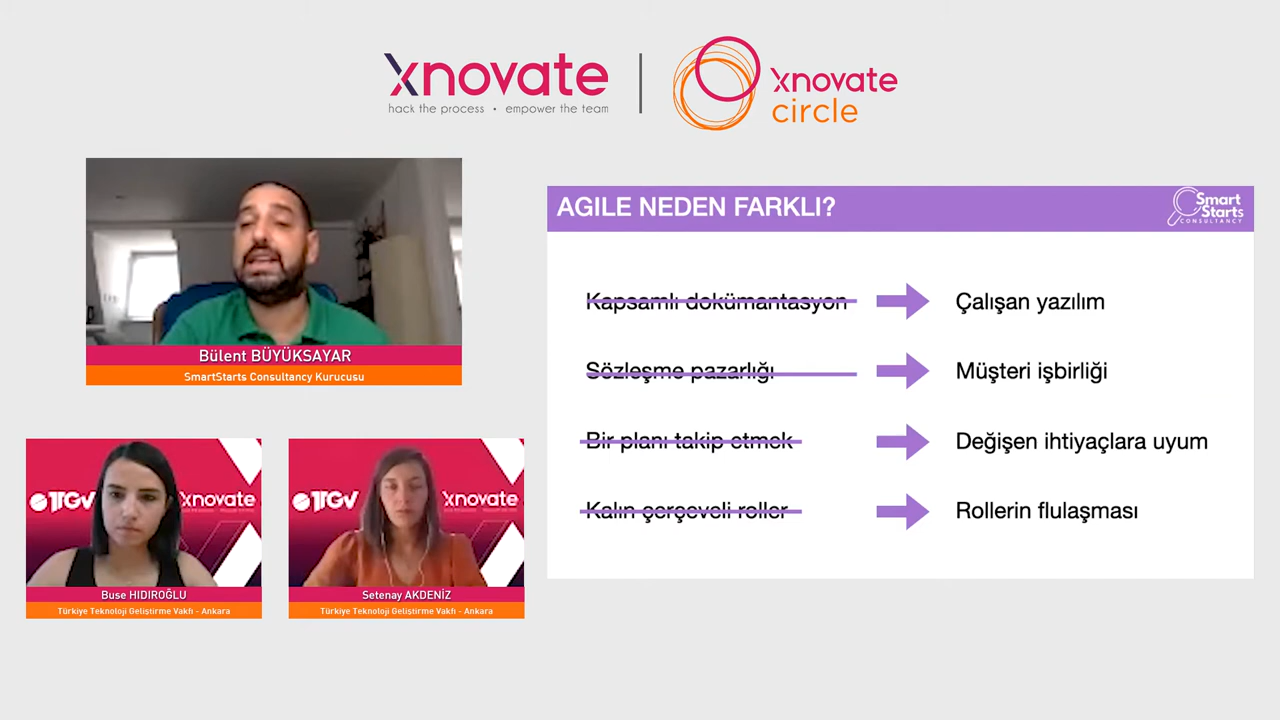 xnovate
hack the process • empower the team
xnovate
circle
Bülent BÜYÜKSAYAR
SmartStarts Consultancy Kurucusu
TTGV
xnovate
Buse HIDIROĞLU
Türkiye Teknoloji Geliştirme Vakfı - Ankara
TTGV
xnovate
Setenay AKDENİZ
Türkiye Teknoloji Geliştirme Vakfı - Ankara
AGILE NEDEN FARKLI?
Smart
Starts
CONSULTANCY
Kapsamlı dokümantasyon
Çalışan yazılım
Sözleşme pazarlığı
Müşteri işbirliği
Bir planı takip etmek
Değişen ihtiyaçlara uyum
Kalın çerçeveli roller
Rollerin flulaşması